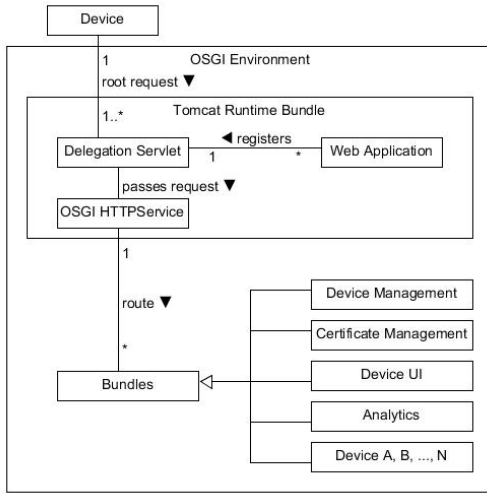 Device
1
OSGI Environment
root request ▼
1..*
Tomcat Runtime Bundle
Delegation Servlet
◀ registers
1
*
Web Application
passes request ▼
OSGI HTTPService
1
route ▼
*
Bundles
Device Management
Certificate Management
Device UI
Analytics
Device A, B, ..., N